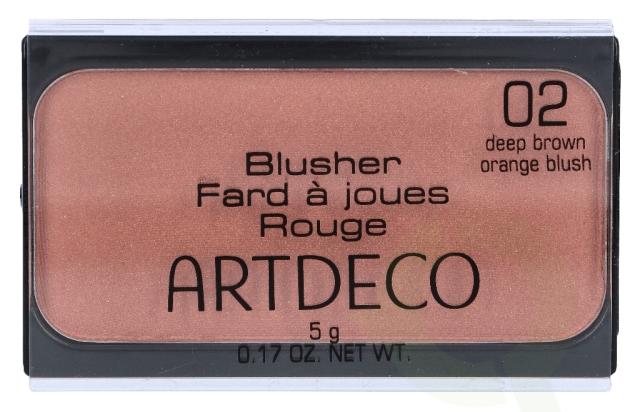 02
deep brown
orange blush
Blusher
Fard à joues
Rouge
ARTDECO
5 g
0.17 OZ. NET WT.